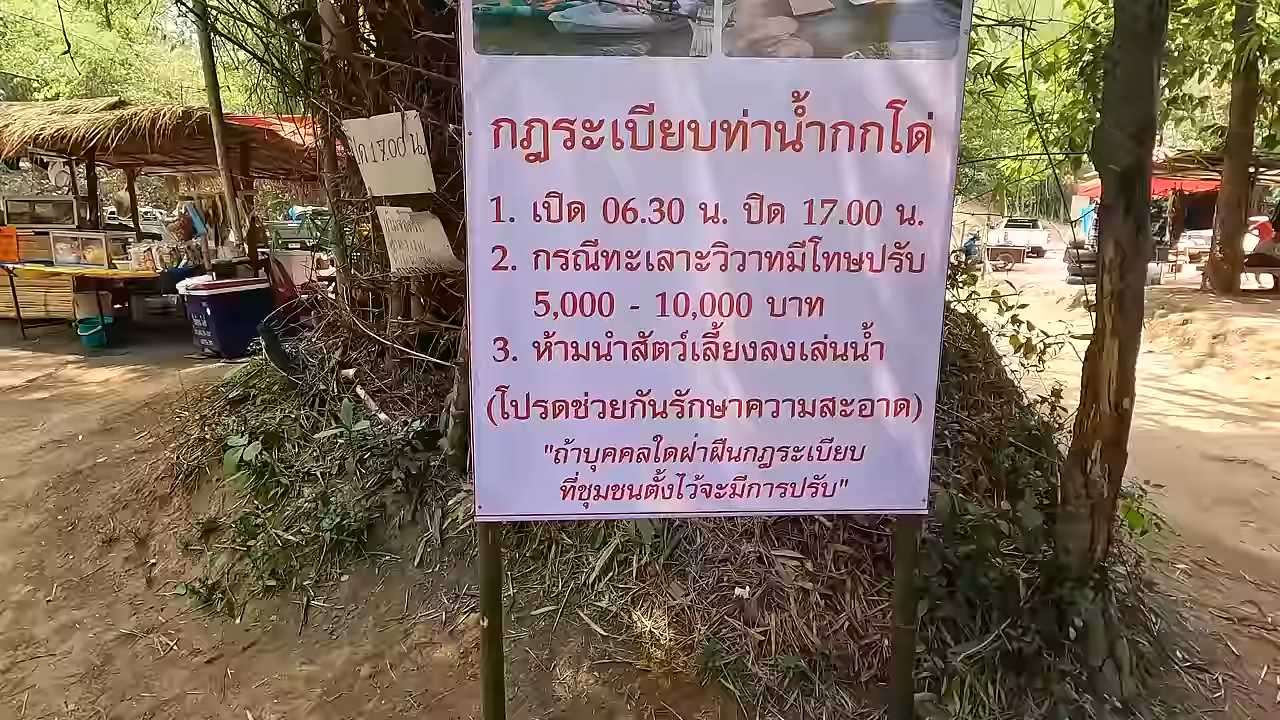 กฎระเบียบท่าน้ำกกโด่
1. เปิด 06.30 น. ปิด 17.00 น.
2. กรณีทะเลาะวิวาทมีโทษปรับ
5,000 - 10,000 บาท
3. ห้ามนำสัตว์เลี้ยงลงเล่นน้ำ
(โปรดช่วยกันรักษาความสะอาด)
"ถ้าบุคคลใดฝ่าฝืนกฎระเบียบ
ที่ชุมชนตั้งไว้จะมีการปรับ"
17.00 น.